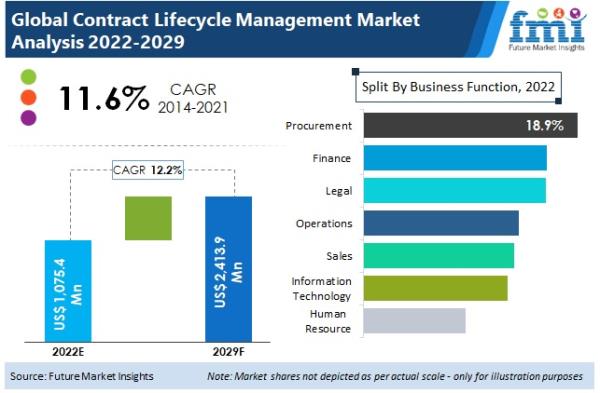 Global Contract Lifecycle Management Market
Analysis 2022-2029
fmi
Future Market Insights
11.6%
CAGR
2014-2021
CAGR 12.2%
US$ 1,075.4
Mn
US$ 2,413.9
Mn
2022E
2029F
Split By Business Function, 2022
Procurement
18.9%
Finance
Legal
Operations
Sales
Information
Technology
Human
Resource
Source: Future Market Insights
Note: Market shares not depicted as per actual scale - only for illustration purposes